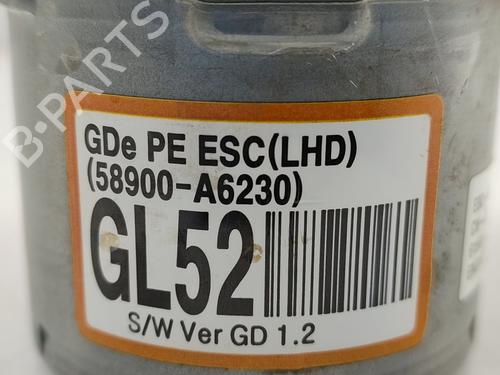 B-PARTS
GDe PE ESC(LHD)
(58900-A6230)
GL52
S/W Ver GD 1.2